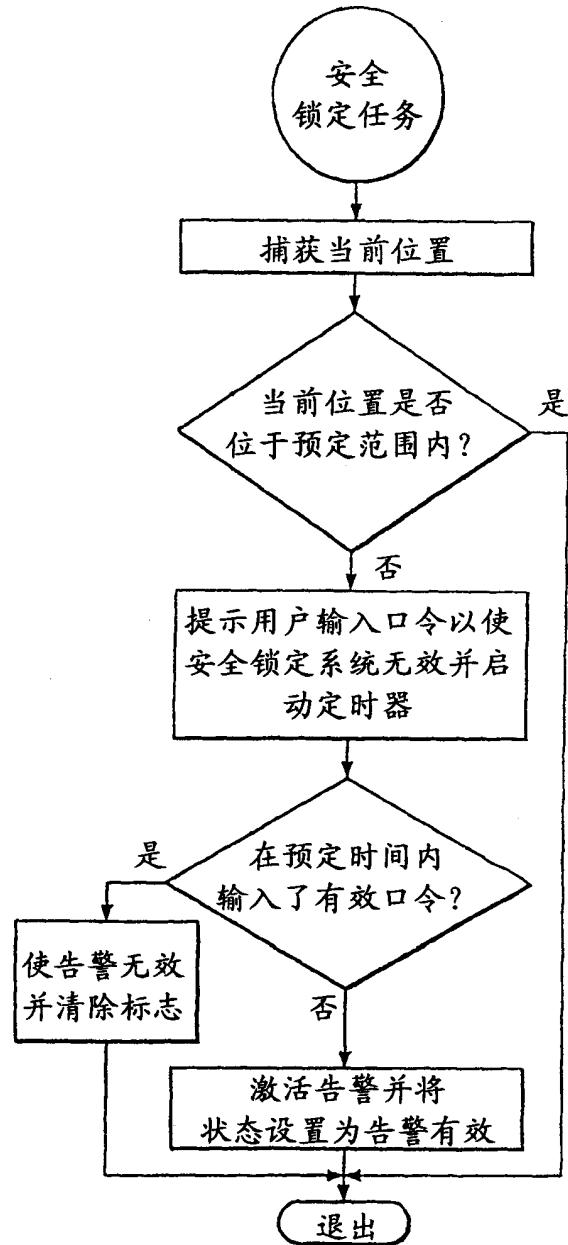 安全
锁定任务
捕获当前位置
当前位置是否
位于预定范围内?
是
否
提示用户输入口令以使
安全锁定系统无效并启
动定时器
在预定时间内
输入了有效口令?
是
使告警无效
并清除标志
否
激活告警并将
状态设置为告警有效
退出